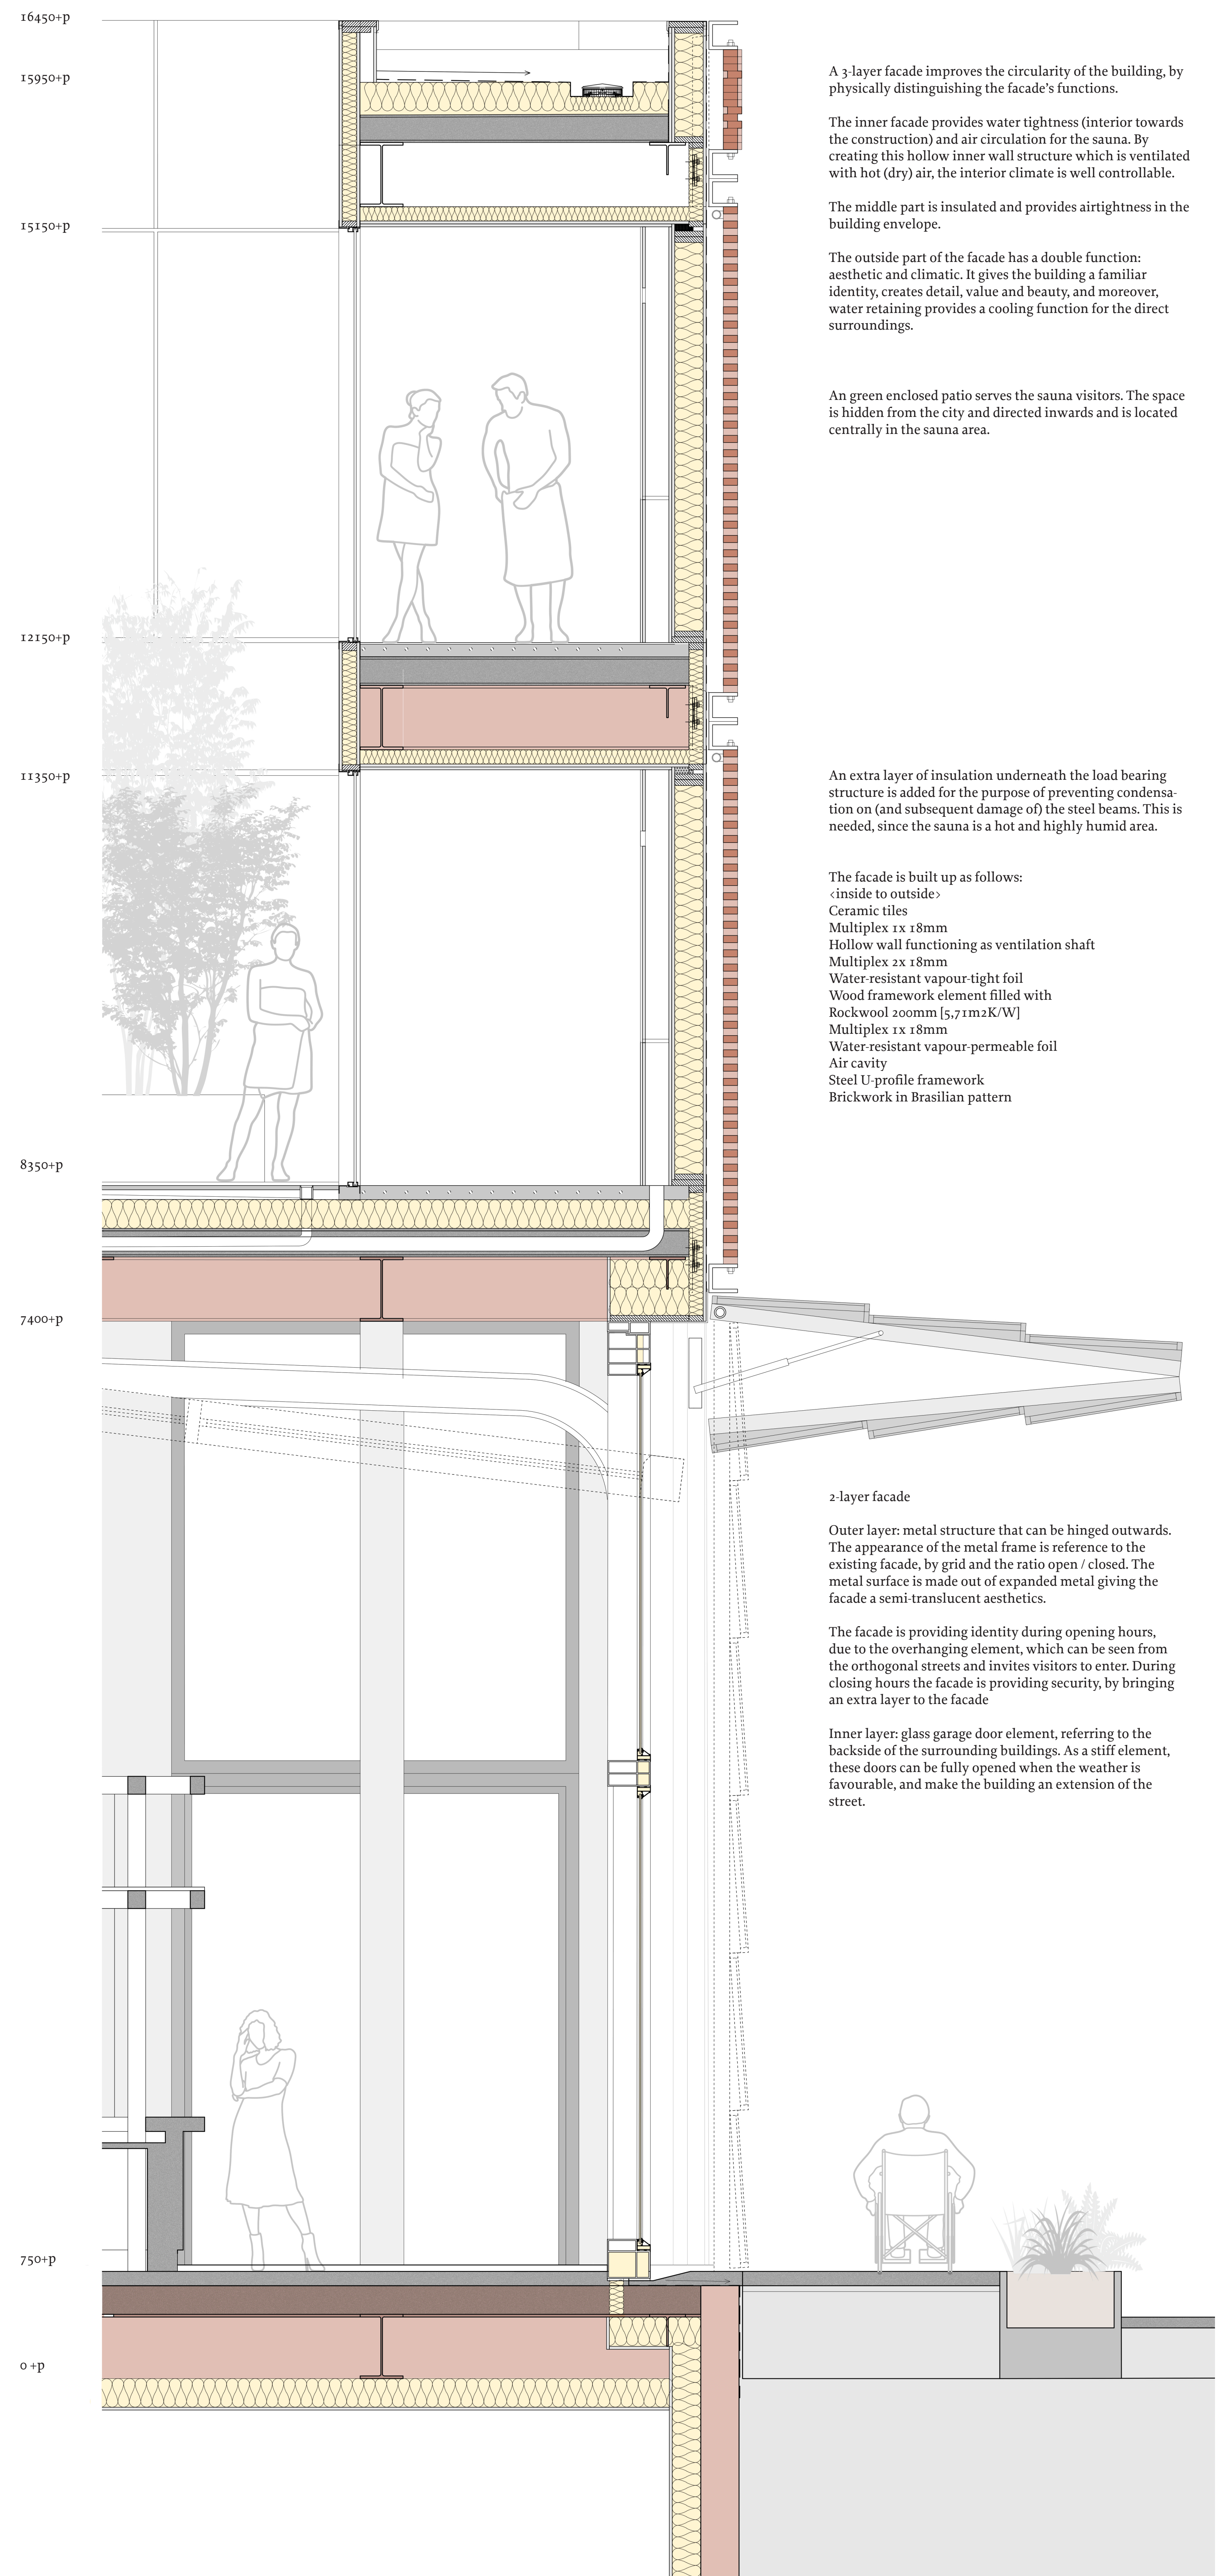 16450+p
15950+p
A 3-layer facade improves the circularity of the building, by
physically distinguishing the facade's functions.
The inner facade provides water tightness (interior towards
the construction) and air circulation for the sauna. By
creating this hollow inner wall structure which is ventilated
with hot (dry) air, the interior climate is well controllable.
The middle part is insulated and provides airtightness in the
building envelope.
15150+p
The outside part of the facade has a double function:
aesthetic and climatic. It gives the building a familiar
identity, creates detail, value and beauty, and moreover,
water retaining provides a cooling function for the direct
surroundings.
An green enclosed patio serves the sauna visitors. The space
is hidden from the city and directed inwards and is located
centrally in the sauna area.
12150+p
11350+p
An extra layer of insulation underneath the load bearing
structure is added for the purpose of preventing condensa-
tion on (and subsequent damage of) the steel beams. This is
needed, since the sauna is a hot and highly humid area.
The facade is built up as follows:
<inside to outside>
Ceramic tiles
Multiplex 1x 18mm
Hollow wall functioning as ventilation shaft
Multiplex 2x 18mm
Water-resistant vapour-tight foil
Wood framework element filled with
Rockwool 200mm [5,71m2K/W]
Multiplex 1x 18mm
Water-resistant vapour-permeable foil
Air cavity
Steel U-profile framework
Brickwork in Brasilian pattern
8350+p
7400+p
2-layer facade
Outer layer: metal structure that can be hinged outwards.
The appearance of the metal frame is reference to the
existing facade, by grid and the ratio open / closed. The
metal surface is made out of expanded metal giving the
facade a semi-translucent aesthetics.
The facade is providing identity during opening hours,
due to the overhanging element, which can be seen from
the orthogonal streets and invites visitors to enter. During
closing hours the facade is providing security, by bringing
an extra layer to the facade
Inner layer: glass garage door element, referring to the
backside of the surrounding buildings. As a stiff element,
these doors can be fully opened when the weather is
favourable, and make the building an extension of the
street.
750+p
0 +p